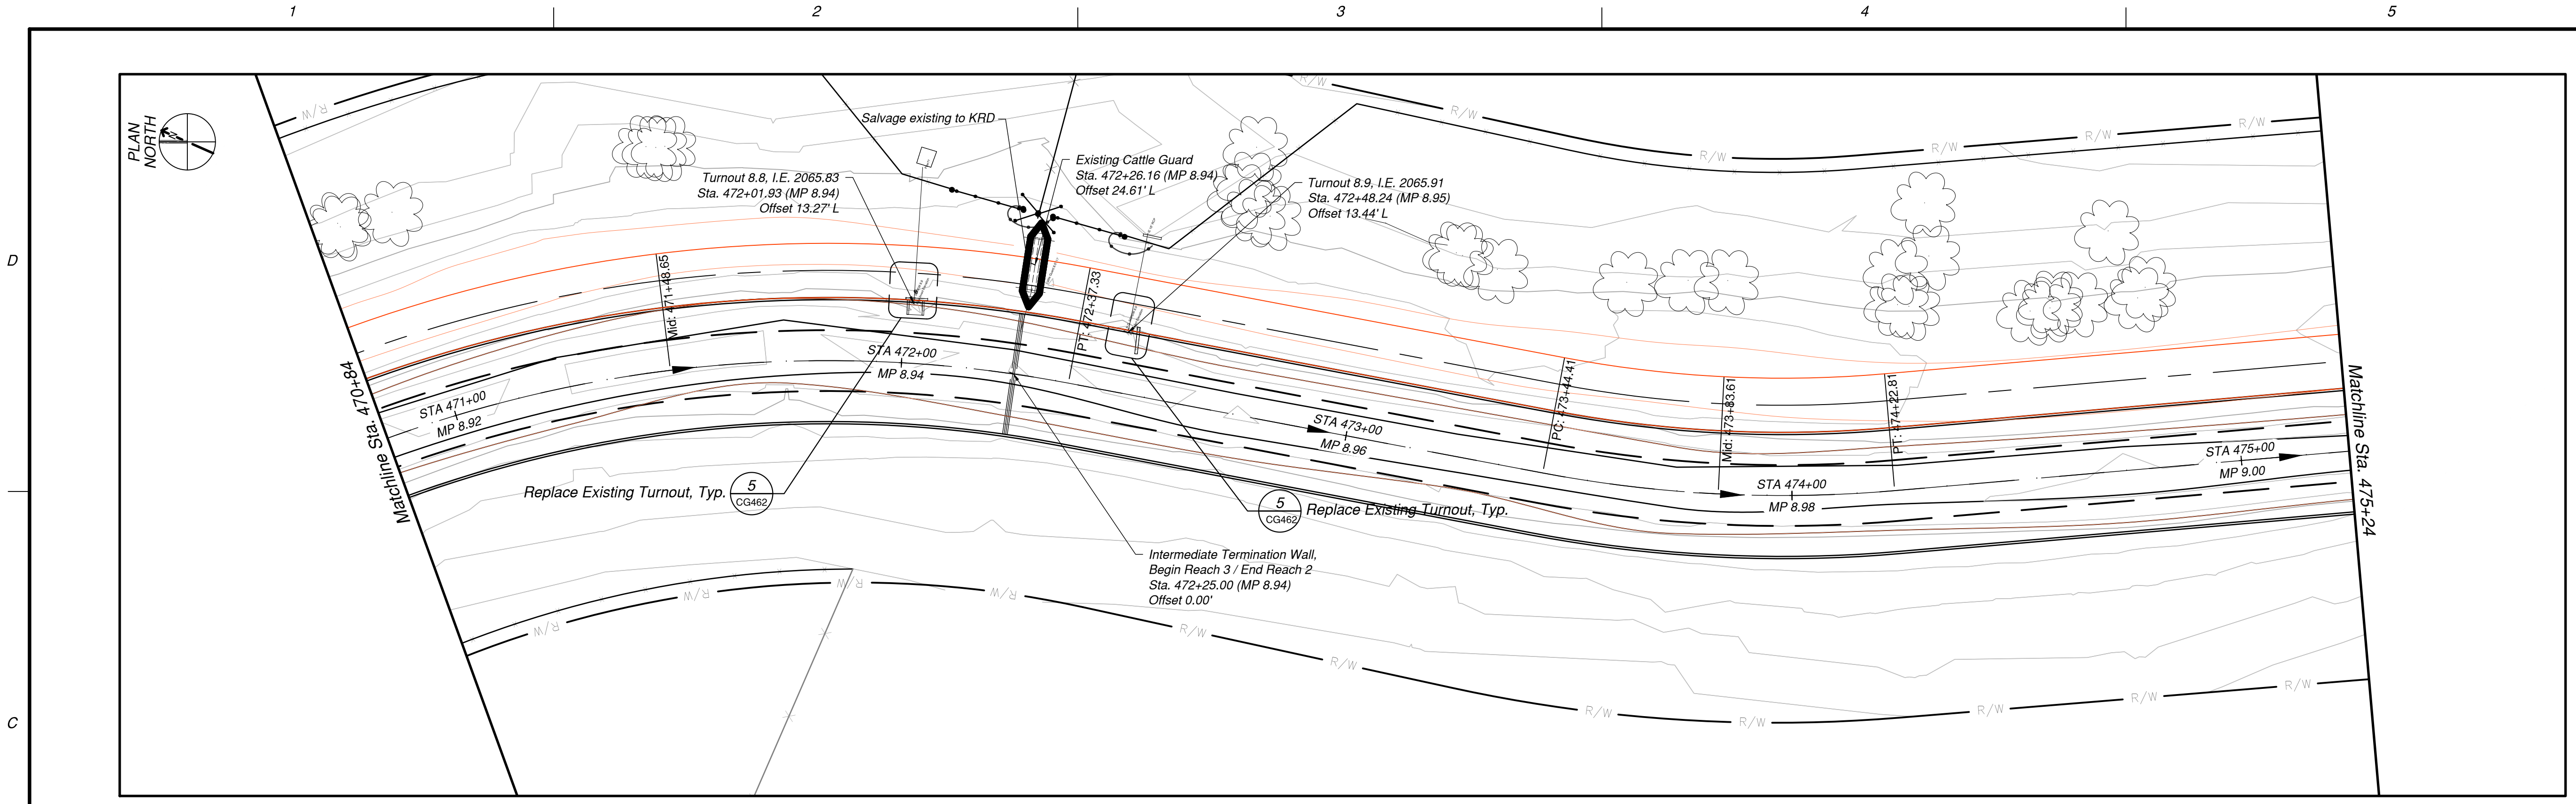 1
2
3
4
5
D
C
PLAN
NORTH
N
R/W
R/W
R/W
R/W
R/W
R/W
R/W
Salvage existing to KRD
Existing Cattle Guard
Sta. 472+26.16 (MP 8.94)
Offset 24.61' L
Turnout 8.8, I.E. 2065.83
Sta. 472+01.93 (MP 8.94)
Offset 13.27' L
Turnout 8.9, I.E. 2065.91
Sta. 472+48.24 (MP 8.95)
Offset 13.44' L
Mid: 471+48.65
PT: 472+37.33
PC: 473+44.41
Mid: 473+83.61
PT: 474+22.81
Matchline Sta. 470+84
STA 471+00
MP 8.92
STA 472+00
MP 8.94
STA 473+00
MP 8.96
STA 474+00
MP 8.98
STA 475+00
MP 9.00
Matchline Sta. 475+24
Replace Existing Turnout, Typ.
5
CG462
5
CG462
Replace Existing Turnout, Typ.
Intermediate Termination Wall,
Begin Reach 3 / End Reach 2
Sta. 472+25.00 (MP 8.94)
Offset 0.00'
R/W
R/W
R/W
R/W
R/W
R/W
R/W
R/W
R/W
R/W
R/W